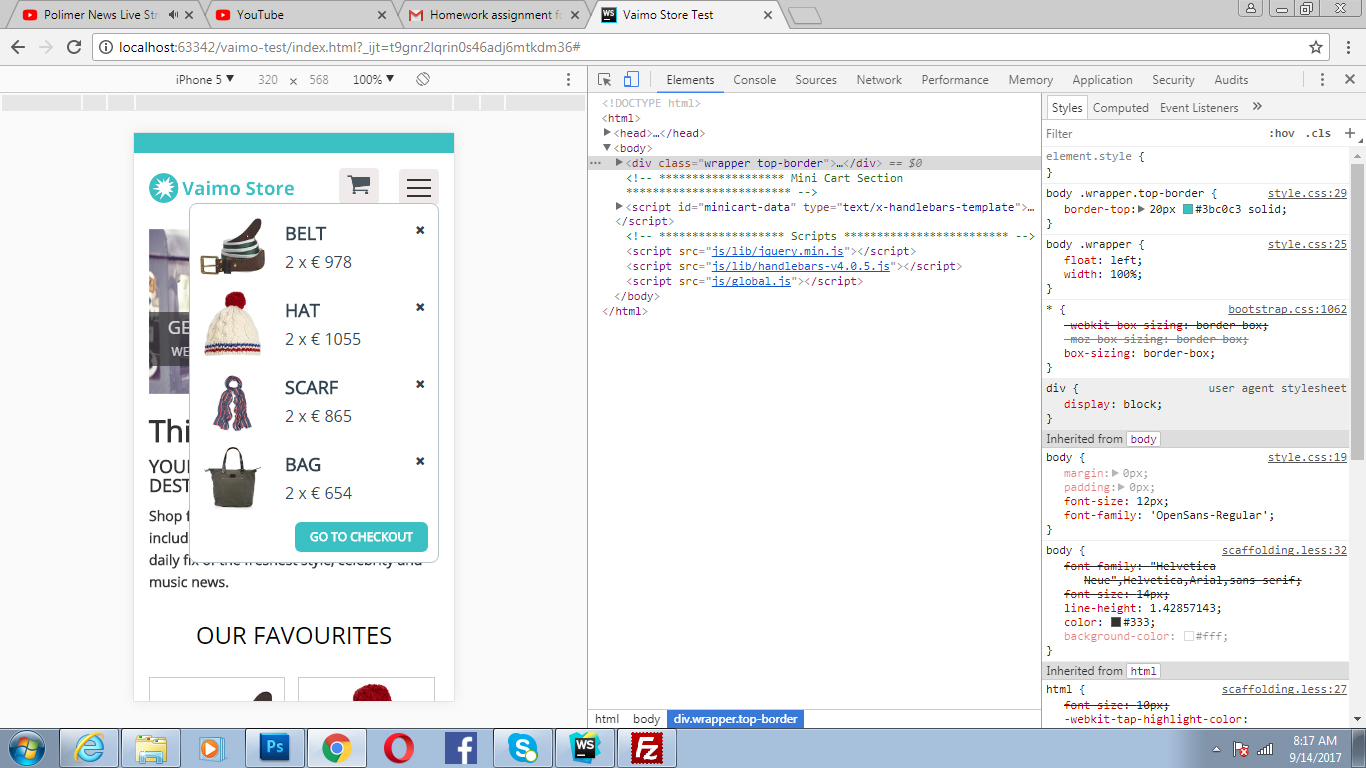 Polimer News Live Str
YouTube
Homework assignment fo
Vaimo Store Test
localhost:63342/vaimo-test/index.html?_ijt=t9gnr2lqrin0s46adj6mtkdm36#
iPhone 5 ▼ 320 × 568 100% ▼
Vaimo Store
BELT
2 x € 978
HAT
2 x € 1055
SCARF
2 x € 865
BAG
2 x € 654
GO TO CHECKOUT
GE
WE
Thi
YOUR
DEST
Shop f
includ
daily fix of the freshest style, celebrity and
music news.
OUR FAVOURITES
Elements Console Sources Network Performance Memory Application Security Audits
<!DOCTYPE html>
<html>
<head>…</head>
<body>
<div class="wrapper top-border">…</div> == $0
<!-- ******************* Mini Cart Section
************************* -->
<script id="minicart-data" type="text/x-handlebars-template">…
</script>
<!-- ******************* Scripts ************************* -->
<script src="js/lib/jquery.min.js"></script>
<script src="js/lib/handlebars-v4.0.5.js"></script>
<script src="js/global.js"></script>
</body>
</html>
html body div.wrapper.top-border
Styles Computed Event Listeners »
Filter :hov .cls +
element.style {
}
body .wrapper.top-border { style.css:29
border-top: 20px #3bc0c3 solid;
}
body .wrapper { style.css:25
float: left;
width: 100%;
}
* { bootstrap.css:1062
-webkit-box-sizing: border-box;
-moz-box-sizing: border-box;
box-sizing: border-box;
}
div { user agent stylesheet
display: block;
}
Inherited from body
body { style.css:19
margin: 0px;
padding: 0px;
font-size: 12px;
font-family: 'OpenSans-Regular';
}
body { scaffolding.less:32
font-family: "Helvetica
Neue",Helvetica,Arial,sans-serif;
font-size: 14px;
line-height: 1.42857143;
color: #333;
background-color: #fff;
}
Inherited from html
html { scaffolding.less:27
font-size: 10px;
-webkit-tap-highlight-color:
Ps
WS
Fz
8:17 AM
9/14/2017